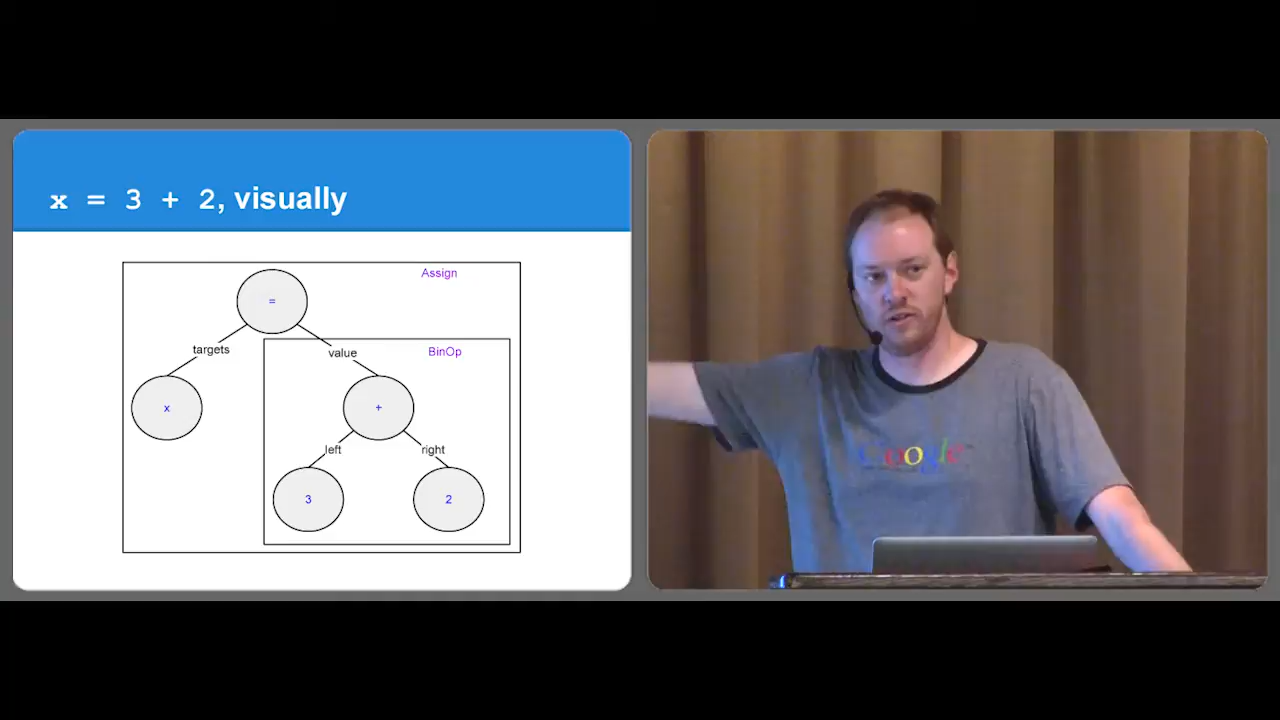 x = 3 + 2, visually
Assign
=
targets
value
BinOp
x
+
left
right
3
2
Google